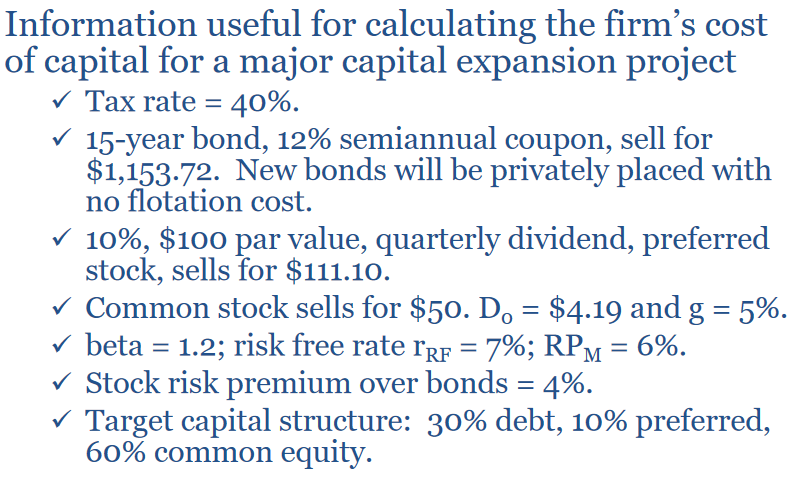 Information useful for calculating the firm’s cost
of capital for a major capital expansion project
✓ Tax rate = 40%.
✓ 15-year bond, 12% semiannual coupon, sell for
$1,153.72.  New bonds will be privately placed with
no flotation cost.
✓ 10%, $100 par value, quarterly dividend, preferred
stock, sells for $111.10.
✓ Common stock sells for $50. D₀ = $4.19 and g = 5%.
✓ beta = 1.2; risk free rate r_RF = 7%; RP_M = 6%.
✓ Stock risk premium over bonds = 4%.
✓ Target capital structure:  30% debt, 10% preferred,
60% common equity.